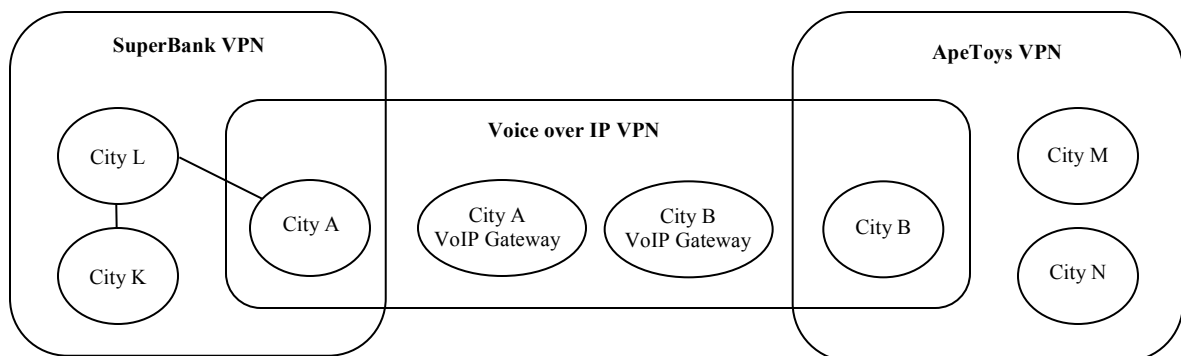 SuperBank VPN
City L
City K
Voice over IP VPN
City A
City A
VoIP Gateway
City B
VoIP Gateway
City B
ApeToys VPN
City M
City N